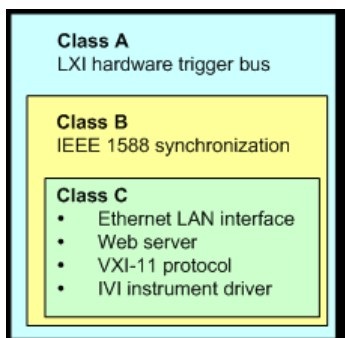 Class A
LXI hardware trigger bus
Class B
IEEE 1588 synchronization
Class C
• Ethernet LAN interface
• Web server
• VXI-11 protocol
• IVI instrument driver